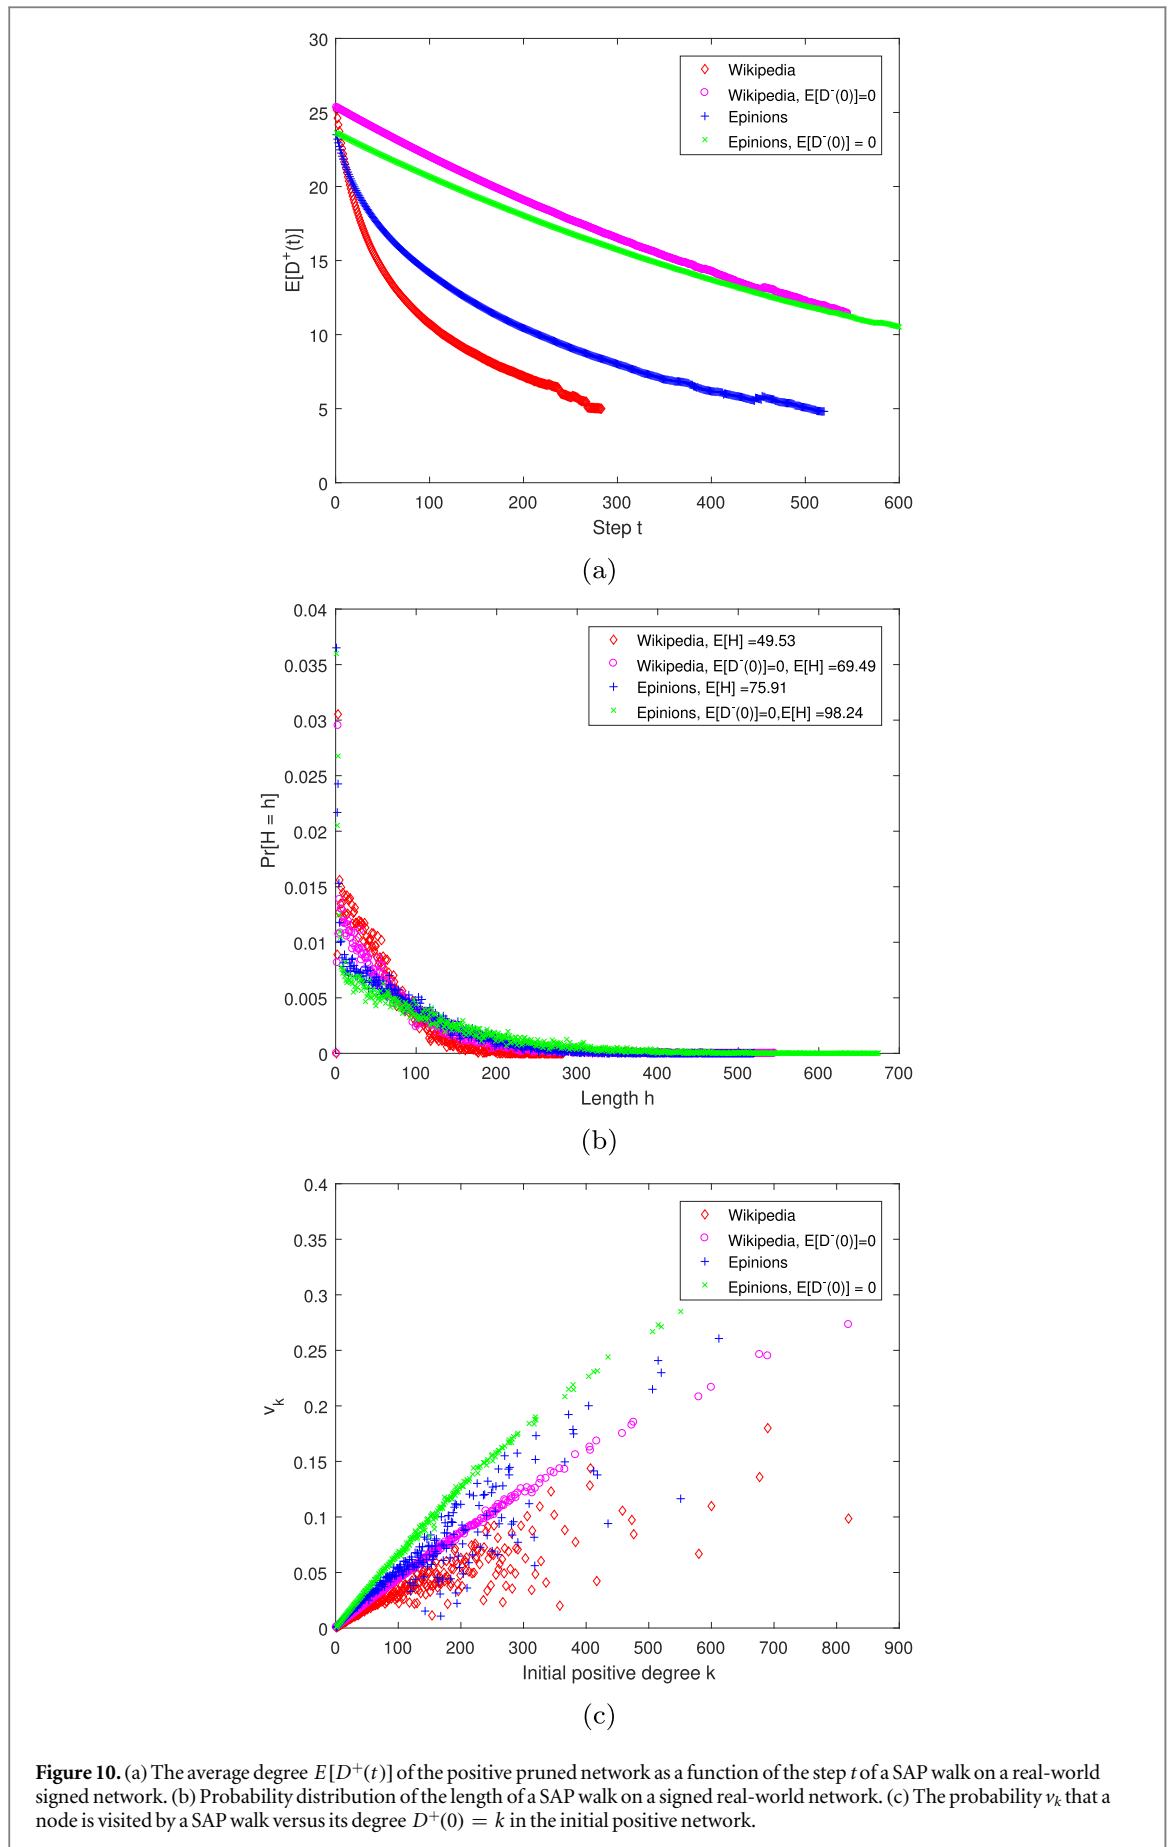 30
25
20
15
10
5
0
E[D⁺(t)]
Wikipedia
Wikipedia, E[D⁻(0)]=0
Epinions
Epinions, E[D⁻(0)] = 0
0 100 200 300 400 500 600
Step t
(a)
0.04
0.035
0.03
0.025
0.02
0.015
0.01
0.005
0
Pr[H = h]
Wikipedia, E[H] =49.53
Wikipedia, E[D⁻(0)]=0, E[H] =69.49
Epinions, E[H] =75.91
Epinions, E[D⁻(0)]=0,E[H] =98.24
0 100 200 300 400 500 600 700
Length h
(b)
0.4
0.35
0.3
0.25
0.2
0.15
0.1
0.05
0
vₖ
Wikipedia
Wikipedia, E[D⁻(0)]=0
Epinions
Epinions, E[D⁻(0)] = 0
0 100 200 300 400 500 600 700 800 900
Initial positive degree k
(c)
Figure 10. (a) The average degree E[D⁺(t)] of the positive pruned network as a function of the step t of a SAP walk on a real-world
signed network. (b) Probability distribution of the length of a SAP walk on a signed real-world network. (c) The probability vₖ that a
node is visited by a SAP walk versus its degree D⁺(0) = k in the initial positive network.